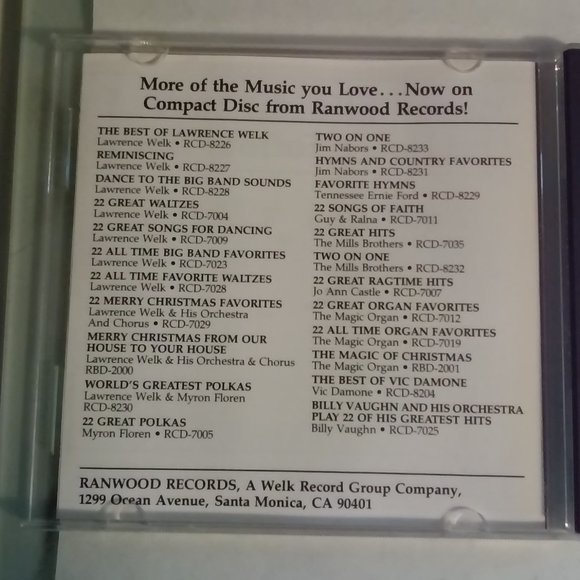 More of the Music you Love...Now on
Compact Disc from Ranwood Records!
THE BEST OF LAWRENCE WELK
Lawrence Welk • RCD-8226
REMINISCING
Lawrence Welk • RCD-8227
DANCE TO THE BIG BAND SOUNDS
Lawrence Welk • RCD-8228
22 GREAT WALTZES
Lawrence Welk • RCD-7004
22 GREAT SONGS FOR DANCING
Lawrence Welk • RCD-7009
22 ALL TIME BIG BAND FAVORITES
Lawrence Welk • RCD-7023
22 ALL TIME FAVORITE WALTZES
Lawrence Welk • RCD-7028
22 MERRY CHRISTMAS FAVORITES
Lawrence Welk & His Orchestra
And Chorus • RCD-7029
MERRY CHRISTMAS FROM OUR
HOUSE TO YOUR HOUSE
Lawrence Welk & His Orchestra & Chorus
RBD-2000
WORLD'S GREATEST POLKAS
Lawrence Welk & Myron Floren
RCD-8230
22 GREAT POLKAS
Myron Floren • RCD-7005
TWO ON ONE
Jim Nabors • RCD-8233
HYMNS AND COUNTRY FAVORITES
Jim Nabors • RCD-8231
FAVORITE HYMNS
Tennessee Ernie Ford • RCD-8229
22 SONGS OF FAITH
Guy & Ralna • RCD-7011
22 GREAT HITS
The Mills Brothers • RCD-7035
TWO ON ONE
The Mills Brothers • RCD-8232
22 GREAT RAGTIME HITS
Jo Ann Castle • RCD-7007
22 GREAT ORGAN FAVORITES
The Magic Organ • RCD-7012
22 ALL TIME ORGAN FAVORITES
The Magic Organ • RCD-7019
THE MAGIC OF CHRISTMAS
The Magic Organ • RBD-2001
THE BEST OF VIC DAMONE
Vic Damone • RCD-8204
BILLY VAUGHN AND HIS ORCHESTRA
PLAY 22 OF HIS GREATEST HITS
Billy Vaughn • RCD-7025
RANWOOD RECORDS, A Welk Record Group Company,
1299 Ocean Avenue, Santa Monica, CA 90401